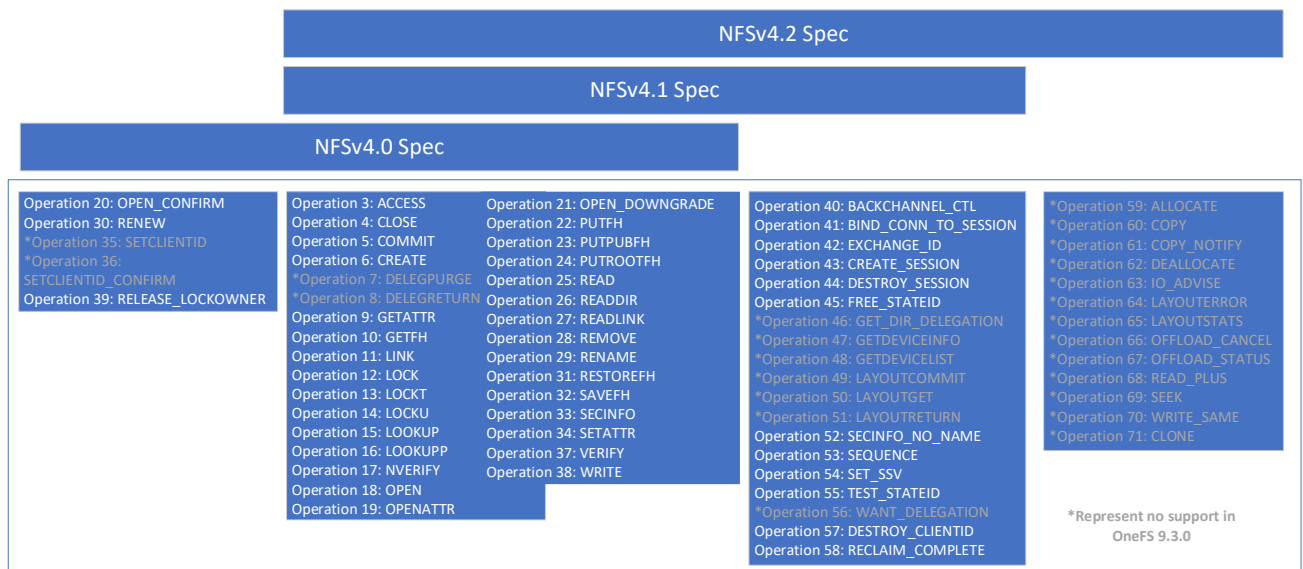 NFSv4.2 Spec
NFSv4.1 Spec
NFSv4.0 Spec
Operation 20: OPEN_CONFIRM
Operation 30: RENEW
*Operation 35: SETCLIENTID
*Operation 36:
SETCLIENTID_CONFIRM
Operation 39: RELEASE_LOCKOWNER
Operation 3: ACCESS
Operation 4: CLOSE
Operation 5: COMMIT
Operation 6: CREATE
*Operation 7: DELEGPURGE
*Operation 8: DELEGRETURN
Operation 9: GETATTR
Operation 10: GETFH
Operation 11: LINK
Operation 12: LOCK
Operation 13: LOCKT
Operation 14: LOCKU
Operation 15: LOOKUP
Operation 16: LOOKUPP
Operation 17: NVERIFY
Operation 18: OPEN
Operation 19: OPENATTR
Operation 21: OPEN_DOWNGRADE
Operation 22: PUTFH
Operation 23: PUTPUBFH
Operation 24: PUTROOTFH
Operation 25: READ
Operation 26: READDIR
Operation 27: READLINK
Operation 28: REMOVE
Operation 29: RENAME
Operation 31: RESTOREFH
Operation 32: SAVEFH
Operation 33: SECINFO
Operation 34: SETATTR
Operation 37: VERIFY
Operation 38: WRITE
Operation 40: BACKCHANNEL_CTL
Operation 41: BIND_CONN_TO_SESSION
Operation 42: EXCHANGE_ID
Operation 43: CREATE_SESSION
Operation 44: DESTROY_SESSION
Operation 45: FREE_STATEID
*Operation 46: GET_DIR_DELEGATION
*Operation 47: GETDEVICEINFO
*Operation 48: GETDEVICELIST
*Operation 49: LAYOUTCOMMIT
*Operation 50: LAYOUTGET
*Operation 51: LAYOUTRETURN
Operation 52: SECINFO_NO_NAME
Operation 53: SEQUENCE
Operation 54: SET_SSV
Operation 55: TEST_STATEID
*Operation 56: WANT_DELEGATION
Operation 57: DESTROY_CLIENTID
Operation 58: RECLAIM_COMPLETE
*Operation 59: ALLOCATE
*Operation 60: COPY
*Operation 61: COPY_NOTIFY
*Operation 62: DEALLOCATE
*Operation 63: IO_ADVISE
*Operation 64: LAYOUTERROR
*Operation 65: LAYOUTSTATS
*Operation 66: OFFLOAD_CANCEL
*Operation 67: OFFLOAD_STATUS
*Operation 68: READ_PLUS
*Operation 69: SEEK
*Operation 70: WRITE_SAME
*Operation 71: CLONE
*Represent no support in
OneFS 9.3.0